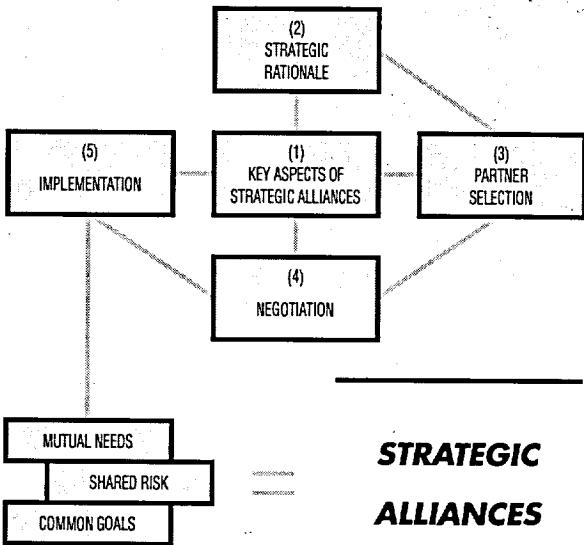 (2)
STRATEGIC
RATIONALE
(5)
IMPLEMENTATION
(1)
KEY ASPECTS OF
STRATEGIC ALLIANCES
(3)
PARTNER
SELECTION
(4)
NEGOTIATION
MUTUAL NEEDS
SHARED RISK
COMMON GOALS
=
STRATEGIC
ALLIANCES